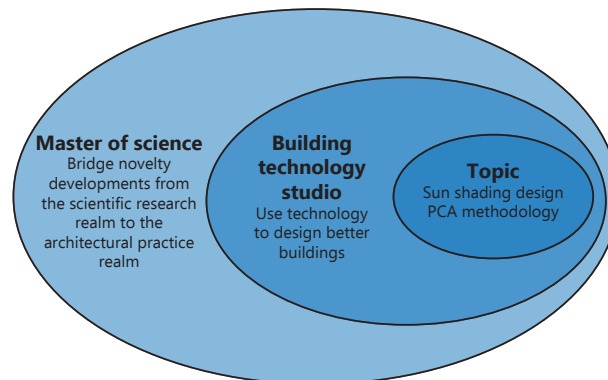 Master of science
Bridge novelty
developments from
the scientific research
realm to the
architectural practice
realm
Building
technology
studio
Use technology
to design better
buildings
Topic
Sun shading design
PCA methodology